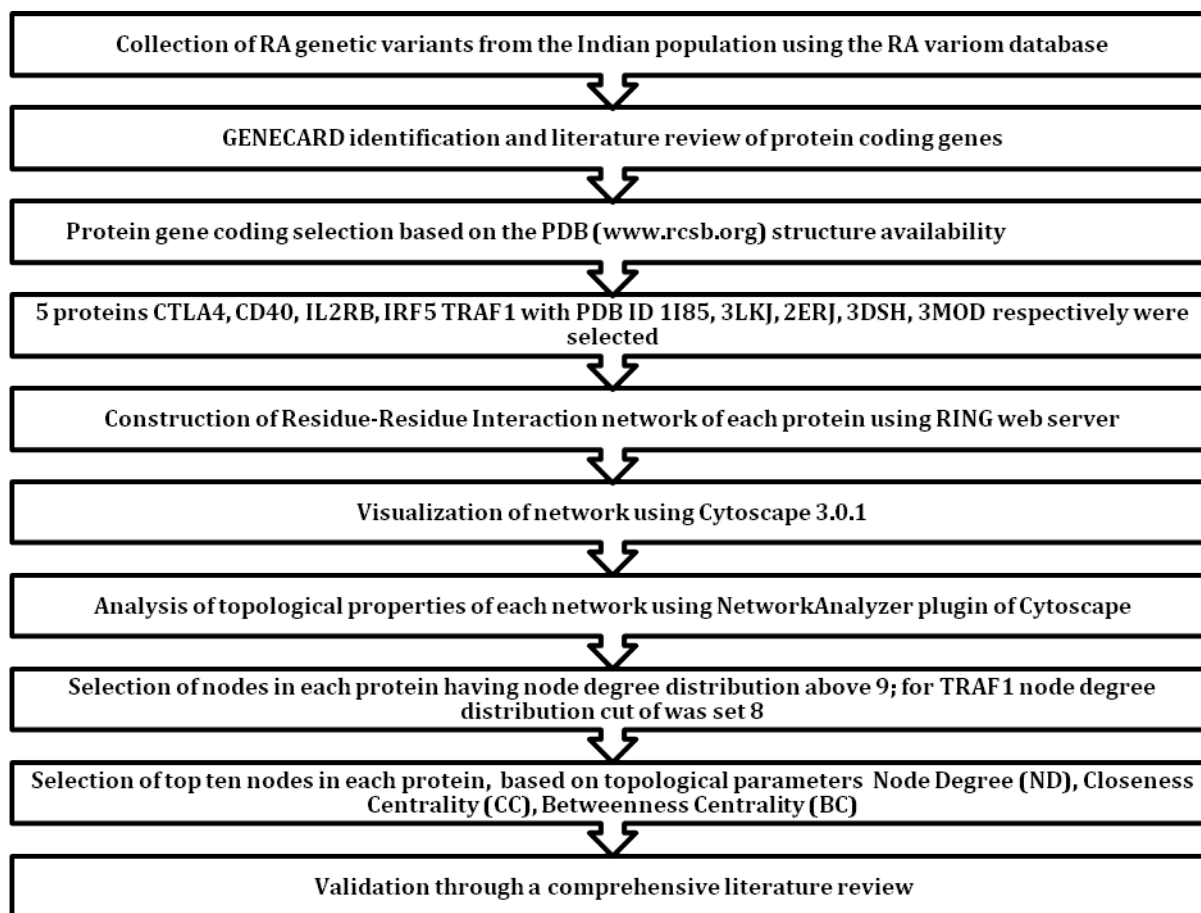 Collection of RA genetic variants from the Indian population using the RA variom database
GENECARD identification and literature review of protein coding genes
Protein gene coding selection based on the PDB (www.rcsb.org) structure availability
5 proteins CTLA4, CD40, IL2RB, IRF5 TRAF1 with PDB ID 1I85, 3LKJ, 2ERJ, 3DSH, 3MOD respectively were
selected
Construction of Residue-Residue Interaction network of each protein using RING web server
Visualization of network using Cytoscape 3.0.1
Analysis of topological properties of each network using NetworkAnalyzer plugin of Cytoscape
Selection of nodes in each protein having node degree distribution above 9; for TRAF1 node degree
distribution cut of was set 8
Selection of top ten nodes in each protein, based on topological parameters Node Degree (ND), Closeness
Centrality (CC), Betweenness Centrality (BC)
Validation through a comprehensive literature review